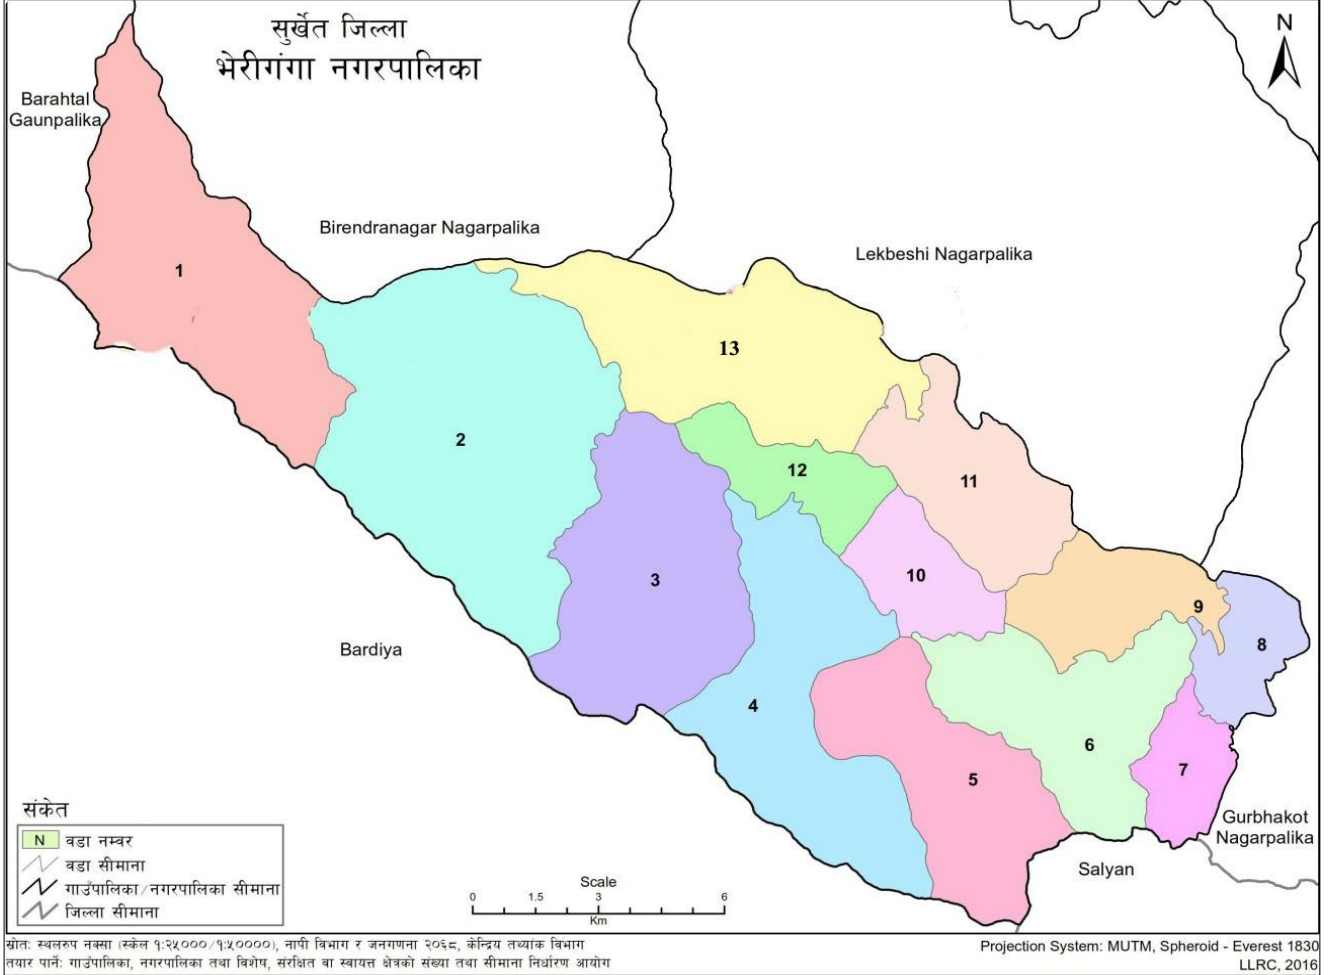 सुर्खेत जिल्ला
भेरीगंगा नगरपालिका
N
Barahtal
Gaunpalika
Birendranagar Nagarpalika
Lekbeshi Nagarpalika
1
13
2
12
11
3
10
9
8
Bardiya
4
6
7
5
Gurbhakot
Nagarpalika
Salyan
संकेत
N वडा नम्वर
वडा सीमाना
गाउँपालिका/नगरपालिका सीमाना
जिल्ला सीमाना
Scale
0 1.5 3 6
Km
स्रोतः स्थलरुप नक्सा (स्केल १:२५०००/१:५००००), नापी विभाग र जनगणना २०६८, केन्द्रिय तथ्यांक विभाग
तयार पार्नेः गाउँपालिका, नगरपालिका तथा विशेष, संरक्षित वा स्वायत्त क्षेत्रको संख्या तथा सीमाना निर्धारण आयोग
Projection System: MUTM, Spheroid - Everest 1830
LLRC, 2016